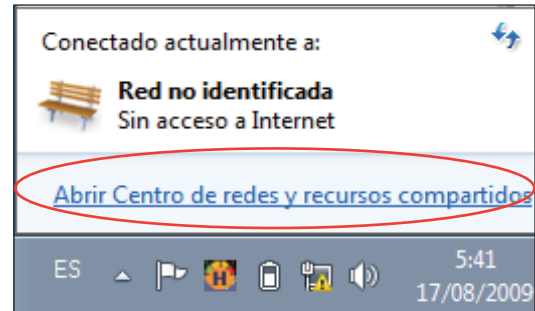 Conectado actualmente a:
Red no identificada
Sin acceso a Internet
Abrir Centro de redes y recursos compartidos
ES
H
5:41
17/08/2009